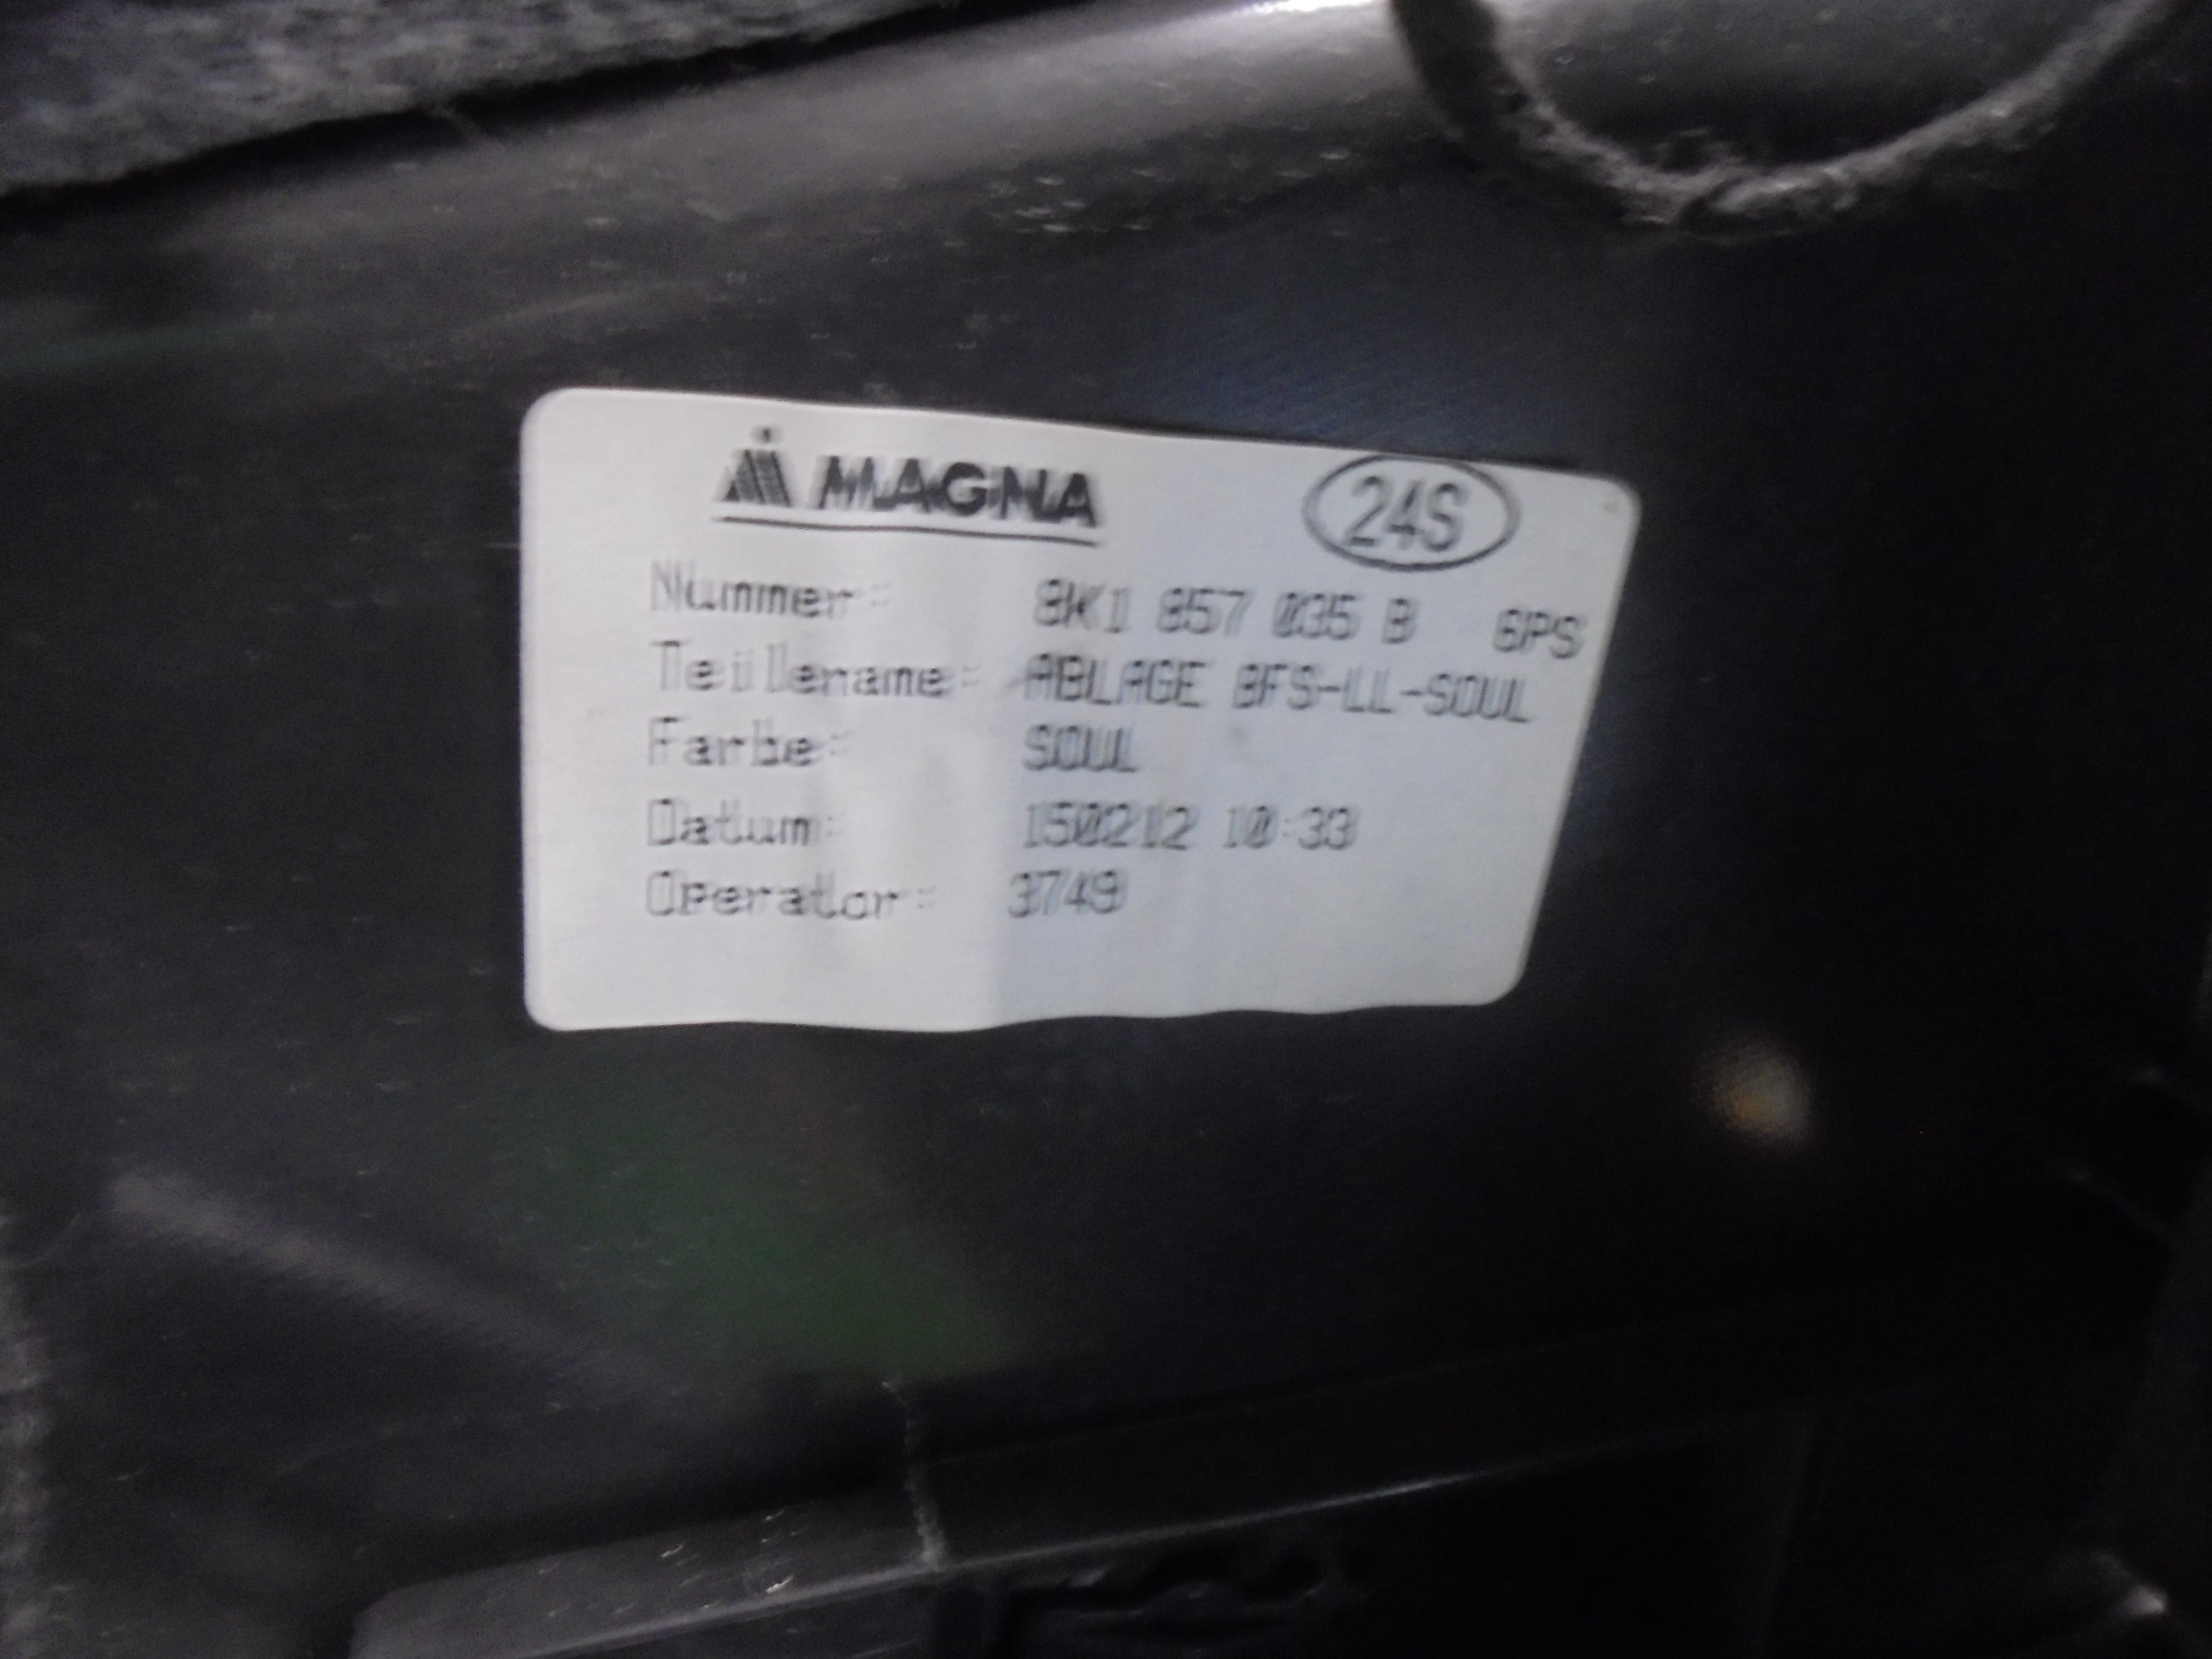 MAGNA 24S
Nummer: 8K1 857 035 B 6PS
Teilename: ABLAGE BFS-LL-SOUL
Farbe: SOUL
Datum: 150212 10:33
Operator: 3749